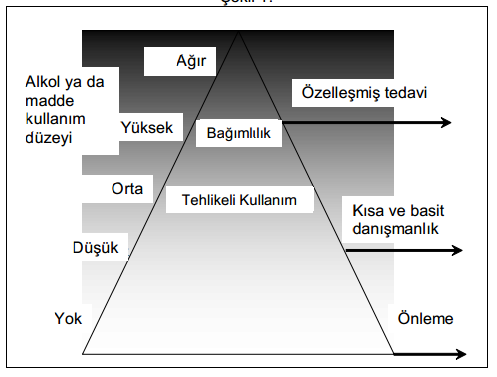 Ağır
Alkol ya da
madde
kullanım
düzeyi
Özelleşmiş tedavi
Yüksek
Bağımlılık
Orta
Tehlikeli Kullanım
Kısa ve basit
danışmanlık
Düşük
Yok
Önleme